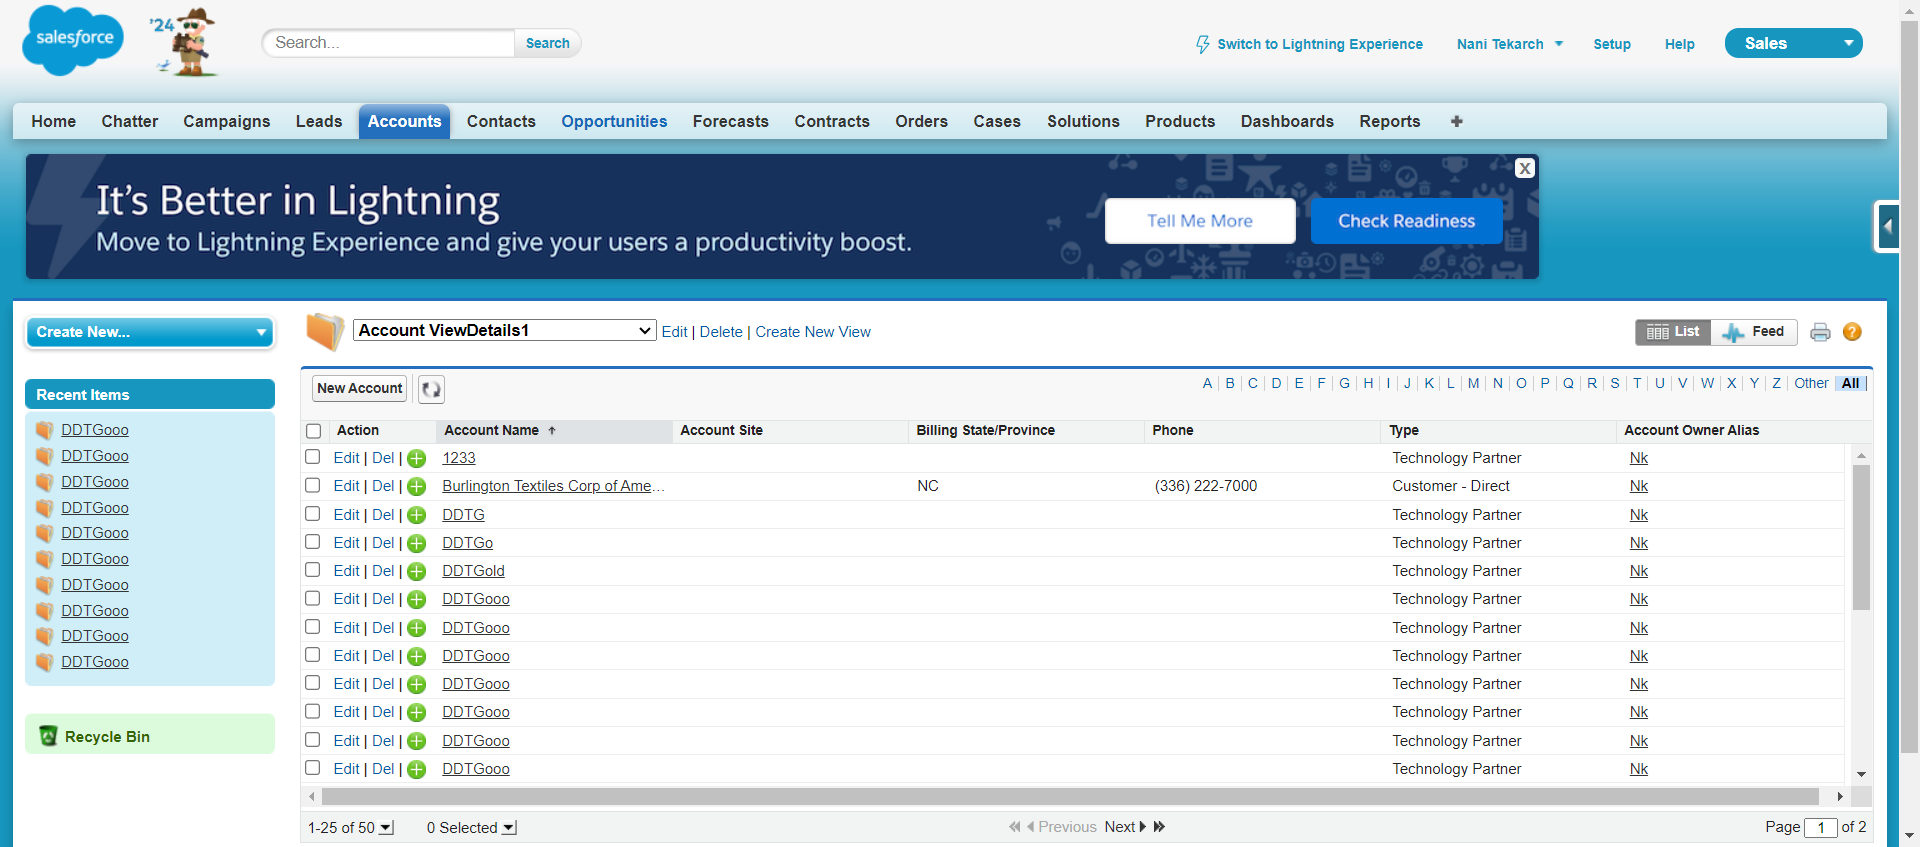 salesforce
'24
Search...
Search
Switch to Lightning Experience
Nani Tekarch
Setup
Help
Sales
Home Chatter Campaigns Leads Accounts Contacts Opportunities Forecasts Contracts Orders Cases Solutions Products Dashboards Reports +
It's Better in Lightning
Move to Lightning Experience and give your users a productivity boost.
Tell Me More
Check Readiness
X
Create New...
Recent Items
DDTGooo
DDTGooo
DDTGooo
DDTGooo
DDTGooo
DDTGooo
DDTGooo
DDTGooo
DDTGooo
DDTGooo
Recycle Bin
Account ViewDetails1
Edit | Delete | Create New View
List
Feed
?
New Account
A | B | C | D | E | F | G | H | I | J | K | L | M | N | O | P | Q | R | S | T | U | V | W | X | Y | Z | Other | All |
Action Account Name Account Site Billing State/Province Phone Type Account Owner Alias
Edit | Del | 1233 Technology Partner Nk
Edit | Del | Burlington Textiles Corp of Ame... NC (336) 222-7000 Customer - Direct Nk
Edit | Del | DDTG Technology Partner Nk
Edit | Del | DDTGo Technology Partner Nk
Edit | Del | DDTGold Technology Partner Nk
Edit | Del | DDTGooo Technology Partner Nk
Edit | Del | DDTGooo Technology Partner Nk
Edit | Del | DDTGooo Technology Partner Nk
Edit | Del | DDTGooo Technology Partner Nk
Edit | Del | DDTGooo Technology Partner Nk
Edit | Del | DDTGooo Technology Partner Nk
Edit | Del | DDTGooo Technology Partner Nk
1-25 of 50
0 Selected
Previous Next
Page 1 of 2